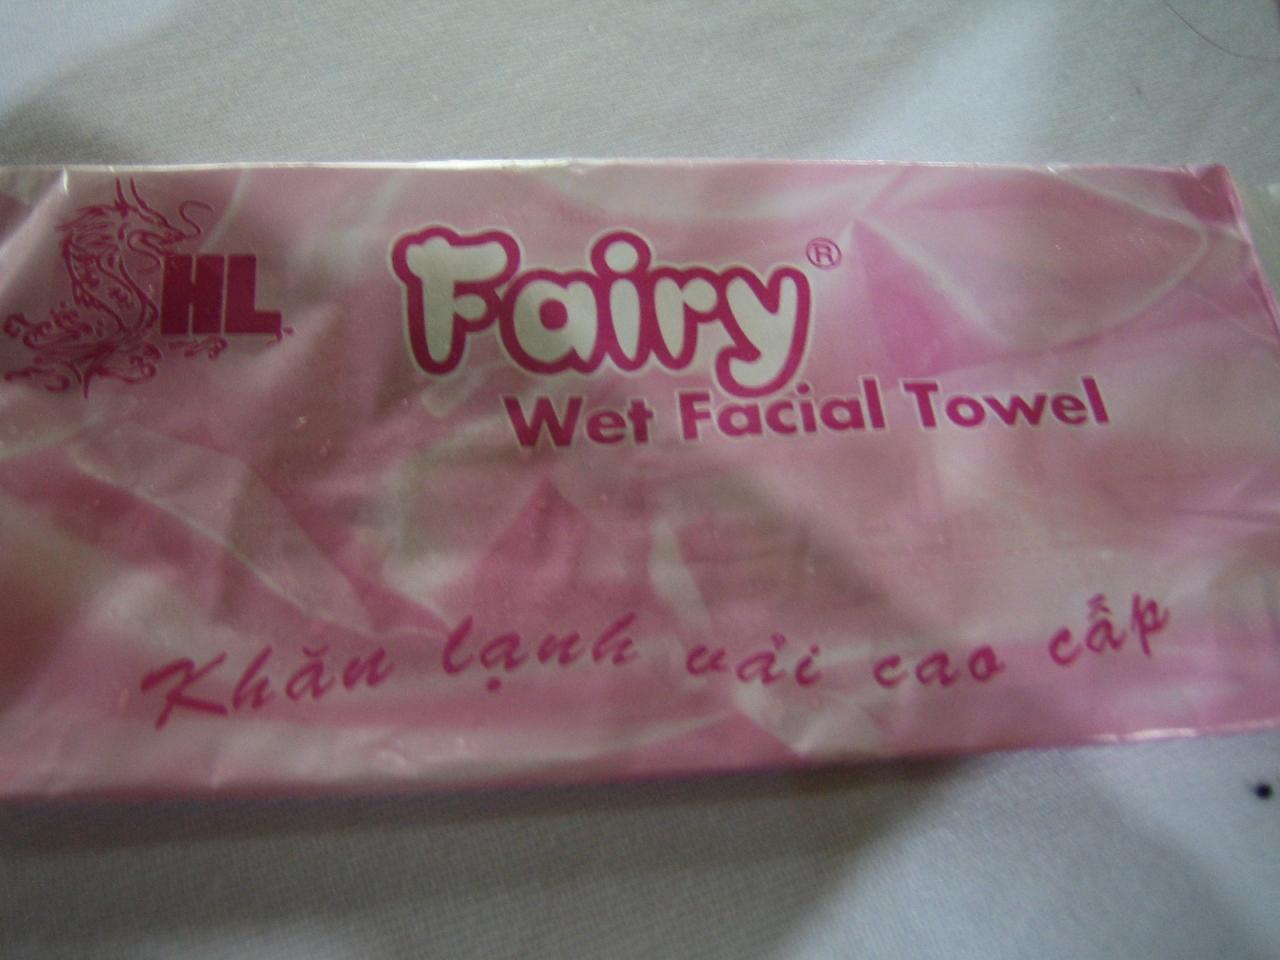 HL
Fairy®
Wet Facial Towel
Khăn lạnh vải cao cấp